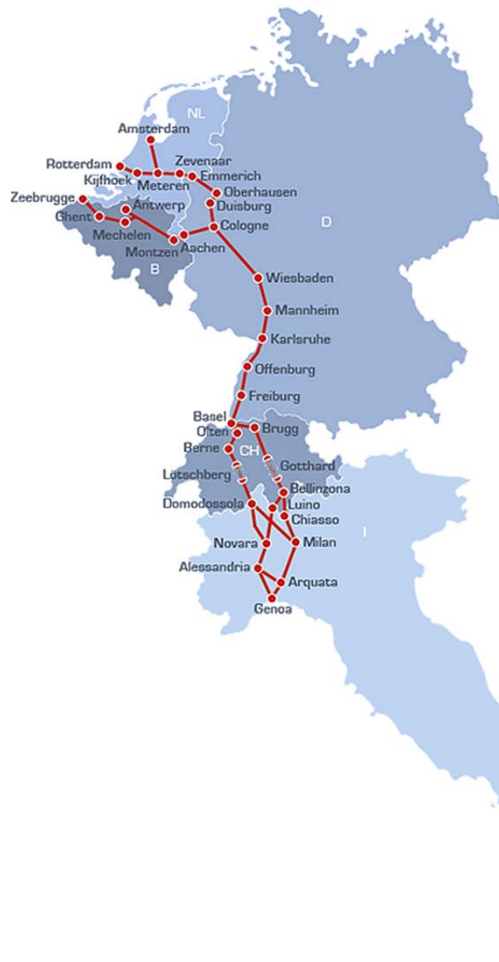 NL
Amsterdam
Rotterdam
Zevenaar
Kijfhoek
Meteren
Emmerich
Zeebrugge
Oberhausen
Antwerp
Duisburg
Ghent
D
Cologne
Mechelen
Montzen
Aachen
B
Wiesbaden
Mannheim
Karlsruhe
Offenburg
Freiburg
Basel
Olten
Brugg
Berne
CH
Gotthard
Lötschberg
Bellinzona
Domodossola
Luino
Chiasso
I
Novara
Milan
Alessandria
Arquata
Genoa